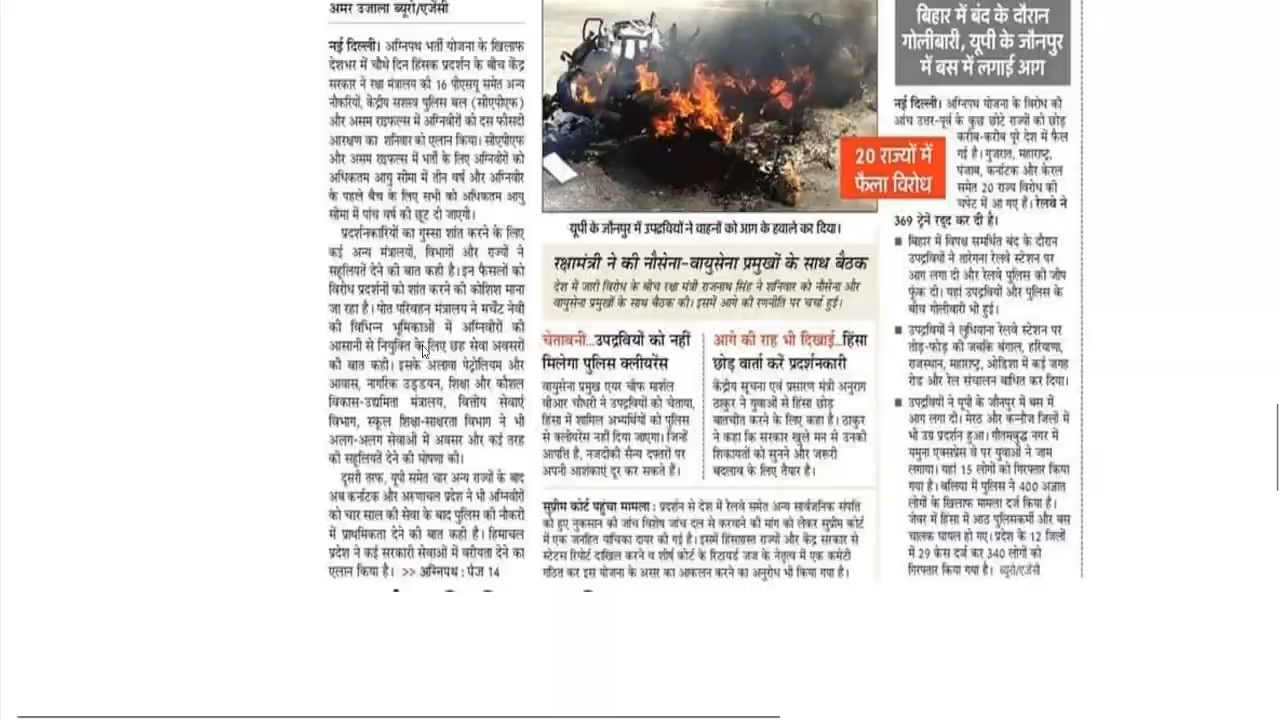 अमर उजाला ब्यूरो/एजेंसी
नई दिल्ली। अग्निपथ भर्ती योजना के खिलाफ
देशभर में चौथे दिन हिंसक प्रदर्शन के बीच केंद्र
सरकार ने रक्षा मंत्रालय की 16 पीएसयू समेत अन्य
नौकरियों, केंद्रीय सशस्त्र पुलिस बल (सीएपीएफ)
और असम राइफल्स में अग्निवीरों को दस फीसदी
आरक्षण का शनिवार को एलान किया। सीएपीएफ
और असम राइफल्स में भर्ती के लिए अग्निवीरों को
अधिकतम आयु सीमा में तीन वर्ष और अग्निवीर
के पहले बैच के लिए सभी को अधिकतम आयु
सीमा में पांच वर्ष की छूट दी जाएगी।
प्रदर्शनकारियों का गुस्सा शांत करने के लिए
कई अन्य मंत्रालयों, विभागों और राज्यों ने
सहूलियतें देने की बात कही है। इन फैसलों को
विरोध प्रदर्शनों को शांत करने की कोशिश माना
जा रहा है। पोत परिवहन मंत्रालय ने मर्चेंट नेवी
की विभिन्न भूमिकाओं में अग्निवीरों की
आसानी से नियुक्ति के लिए छह सेवा अवसरों
की बात कही। इसके अलावा पेट्रोलियम और
आवास, नागरिक उड्डयन, शिक्षा और कौशल
विकास-उद्यमिता मंत्रालय, वित्तीय सेवाएं
विभाग, स्कूल शिक्षा-साक्षरता विभाग ने भी
अलग-अलग सेवाओं में अवसर और कई तरह
की सहूलियतें देने की घोषणा की।
दूसरी तरफ, यूपी समेत चार अन्य राज्यों के बाद
अब कर्नाटक और अरुणाचल प्रदेश ने भी अग्निवीरों
को चार साल की सेवा के बाद पुलिस की नौकरी
में प्राथमिकता देने की बात कही है। हिमाचल
प्रदेश ने कई सरकारी सेवाओं में वरीयता देने का
एलान किया है। >> अग्निपथ : पेज 14
यूपी के जौनपुर में उपद्रवियों ने वाहनों को आग के हवाले कर दिया।
रक्षामंत्री ने की नौसेना-वायुसेना प्रमुखों के साथ बैठक
देश में जारी विरोध के बीच रक्षा मंत्री राजनाथ सिंह ने शनिवार को नौसेना और
वायुसेना प्रमुखों के साथ बैठक की। इसमें आगे की रणनीति पर चर्चा हुई।
चेतावनी...उपद्रवियों को नहीं
मिलेगा पुलिस क्लीयरेंस
वायुसेना प्रमुख एयर चीफ मार्शल
वीआर चौधरी ने उपद्रवियों को चेताया,
हिंसा में शामिल अभ्यर्थियों को पुलिस
से क्लीयरेंस नहीं दिया जाएगा। जिन्हें
आपत्ति है, नजदीकी सैन्य दफ्तरों पर
अपनी आशंकाएं दूर कर सकते हैं।
आगे की राह भी दिखाई...हिंसा
छोड़ वार्ता करें प्रदर्शनकारी
केंद्रीय सूचना एवं प्रसारण मंत्री अनुराग
ठाकुर ने युवाओं से हिंसा छोड़
बातचीत करने के लिए कहा है। ठाकुर
ने कहा कि सरकार खुले मन से उनकी
शिकायतों को सुनने और जरूरी
बदलाव के लिए तैयार है।
सुप्रीम कोर्ट पहुंचा मामला : प्रदर्शन से देश में रेलवे समेत अन्य सार्वजनिक संपत्ति
को हुए नुकसान की जांच विशेष जांच दल से करवाने की मांग को लेकर सुप्रीम कोर्ट
में एक जनहित याचिका दायर की गई है। इसमें हिंसाग्रस्त राज्यों और केंद्र सरकार से
स्टेटस रिपोर्ट दाखिल करने व शीर्ष कोर्ट के रिटायर्ड जज के नेतृत्व में एक कमेटी
गठित कर इस योजना के असर का आकलन करने का अनुरोध भी किया गया है।
बिहार में बंद के दौरान
गोलीबारी, यूपी के जौनपुर
में बस में लगाई आग
20 राज्यों में
फैला विरोध
नई दिल्ली। अग्निपथ योजना के विरोध की
आंच उत्तर-पूर्व के कुछ छोटे राज्यों को छोड़
करीब-करीब पूरे देश में फैल
गई है। गुजरात, महाराष्ट्र,
पंजाब, कर्नाटक और केरल
समेत 20 राज्य विरोध की
चपेट में आ गए हैं। रेलवे ने
369 ट्रेनें रद्द कर दी है।
■ बिहार में विपक्ष समर्थित बंद के दौरान
उपद्रवियों ने तारेगना रेलवे स्टेशन पर
आग लगा दी और रेलवे पुलिस की जीप
फूंक दी। यहां उपद्रवियों और पुलिस के
बीच गोलीबारी भी हुई।
■ उपद्रवियों ने लुधियाना रेलवे स्टेशन पर
तोड़-फोड़ की जबकि बंगाल, हरियाणा,
राजस्थान, महाराष्ट्र, ओडिशा में कई जगह
रोड और रेल संचालन बाधित कर दिया।
■ उपद्रवियों ने यूपी के जौनपुर में बस में
आग लगा दी। मेरठ और कन्नौज जिलों में
भी उग्र प्रदर्शन हुआ। गौतमबुद्ध नगर में
यमुना एक्सप्रेस वे पर युवाओं ने जाम
लगाया। यहां 15 लोगों को गिरफ्तार किया
गया है। बलिया में पुलिस ने 400 अज्ञात
लोगों के खिलाफ मामला दर्ज किया है।
जेवर में हिंसा में आठ पुलिसकर्मी और बस
चालक घायल हो गए। प्रदेश के 12 जिलों
में 29 केस दर्ज कर 340 लोगों को
गिरफ्तार किया गया है। ब्यूरो/एजेंसी